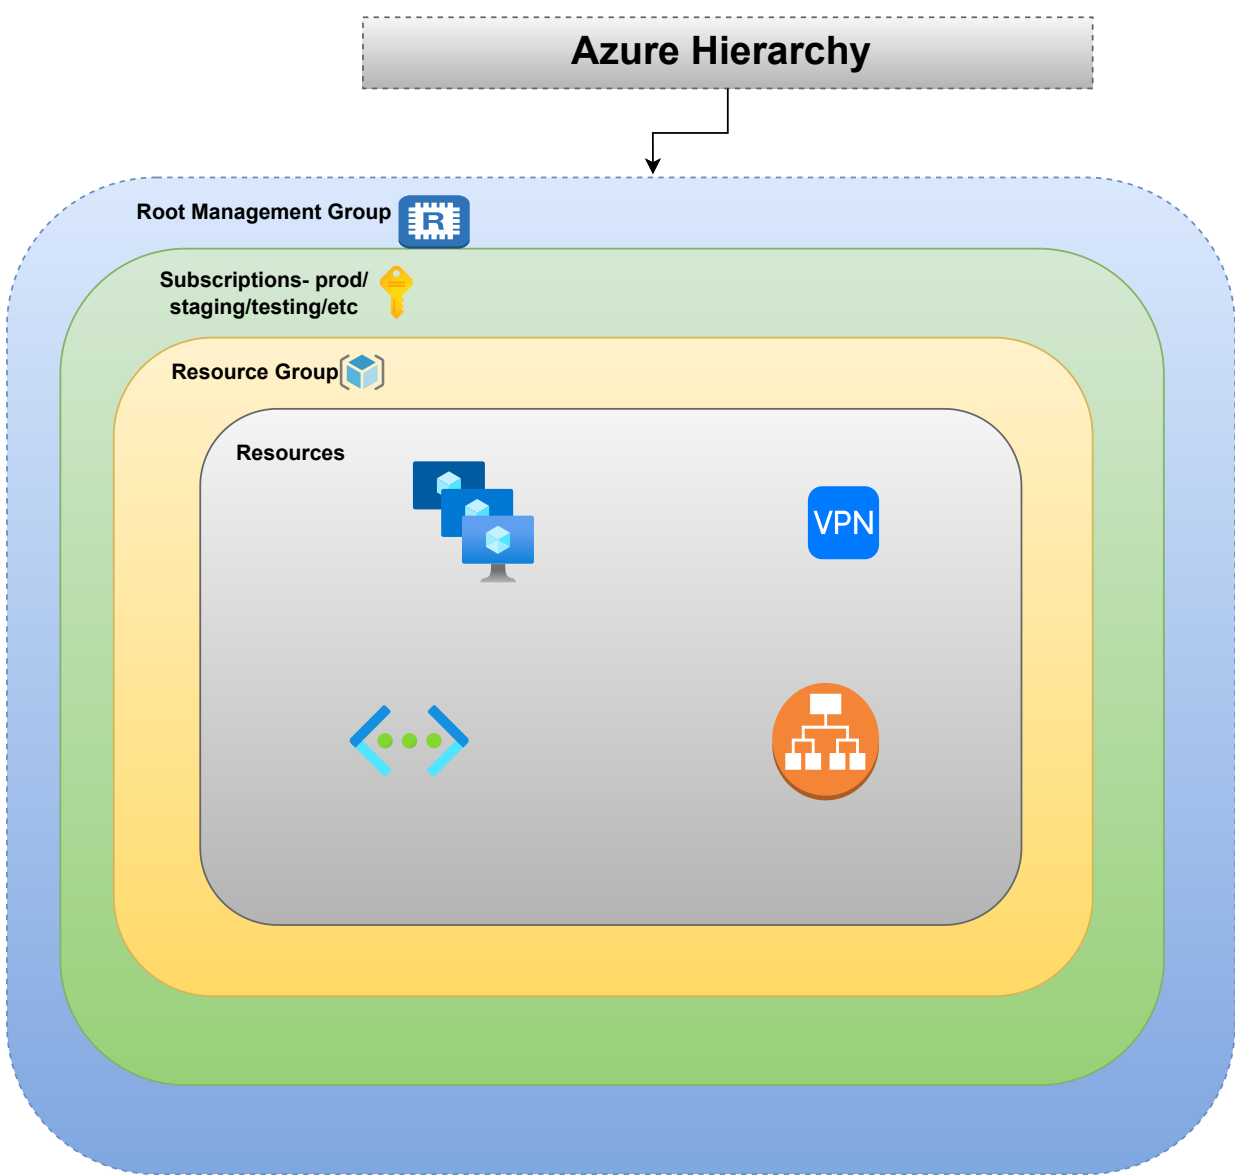 Azure Hierarchy
Root Management Group
R
Subscriptions- prod/
staging/testing/etc
Resource Group
Resources
VPN